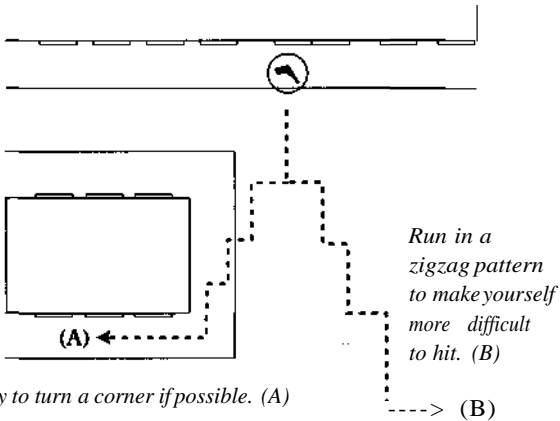 Run in a
zigzag pattern
to make yourself
more difficult
to hit. (B)
(A)
y to turn a corner if possible. (A)
(B)